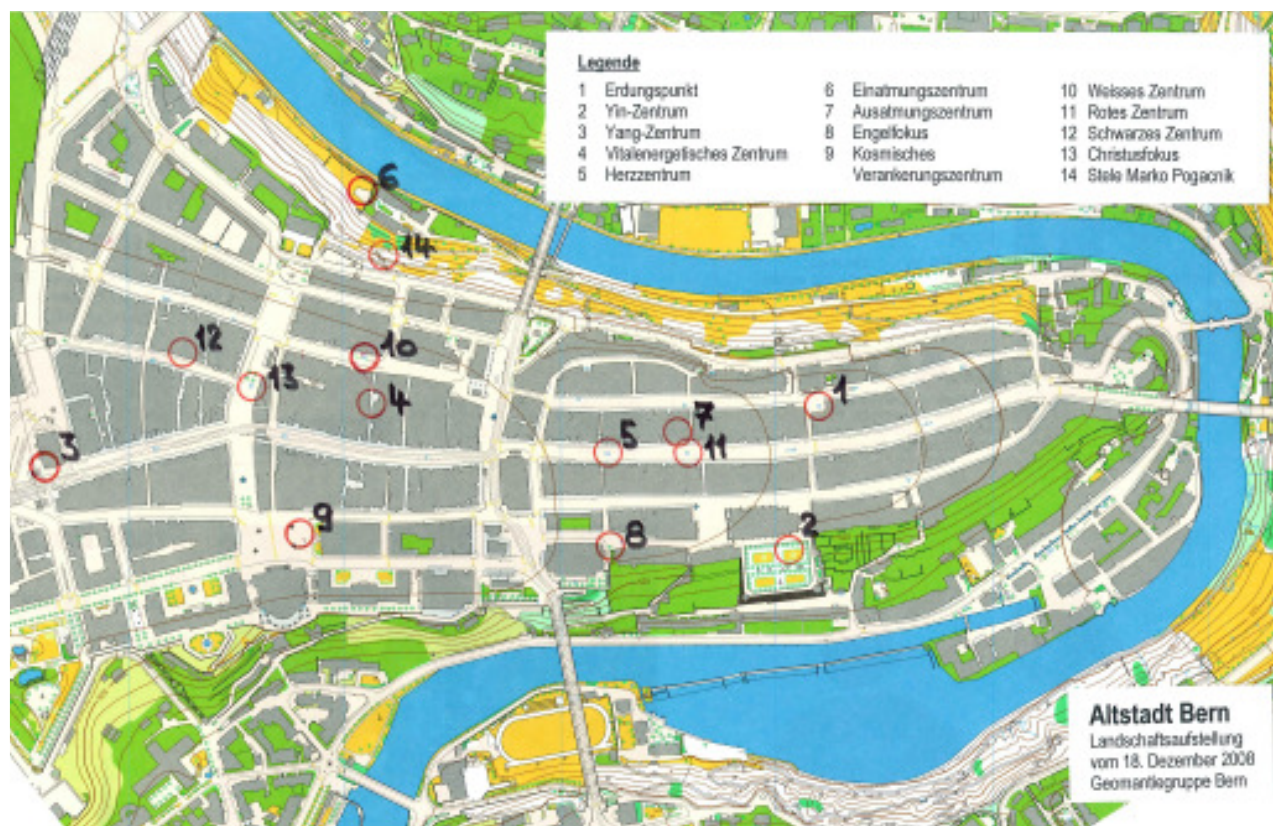 Legende
1 Erdungspunkt
2 Yin-Zentrum
3 Yang-Zentrum
4 Vitalenergetisches Zentrum
5 Herzzentrum
6 Einatmungszentrum
7 Ausatmungszentrum
8 Engelfokus
9 Kosmisches
Verankerungszentrum
10 Weisses Zentrum
11 Rotes Zentrum
12 Schwarzes Zentrum
13 Christusfokus
14 Stele Marko Pogacnik
6
14
12
10
13
4
1
7
3
5
11
9
8
2
Altstadt Bern
Landschaftsaufstellung
vom 18. Dezember 2008
Geomantiegruppe Bern